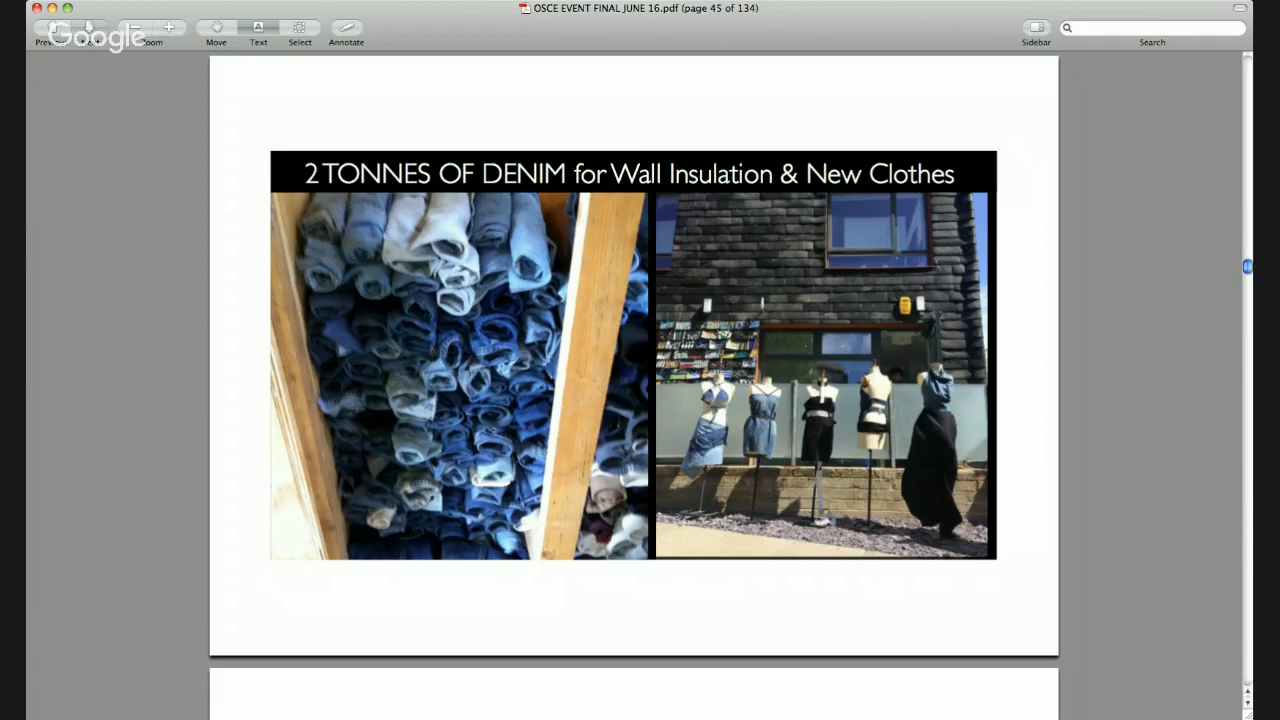 OSCE EVENT FINAL JUNE 16.pdf (page 45 of 134)
Google
Zoom
Move
Text
Select
Annotate
Sidebar
Search
2 TONNES OF DENIM for Wall Insulation & New Clothes